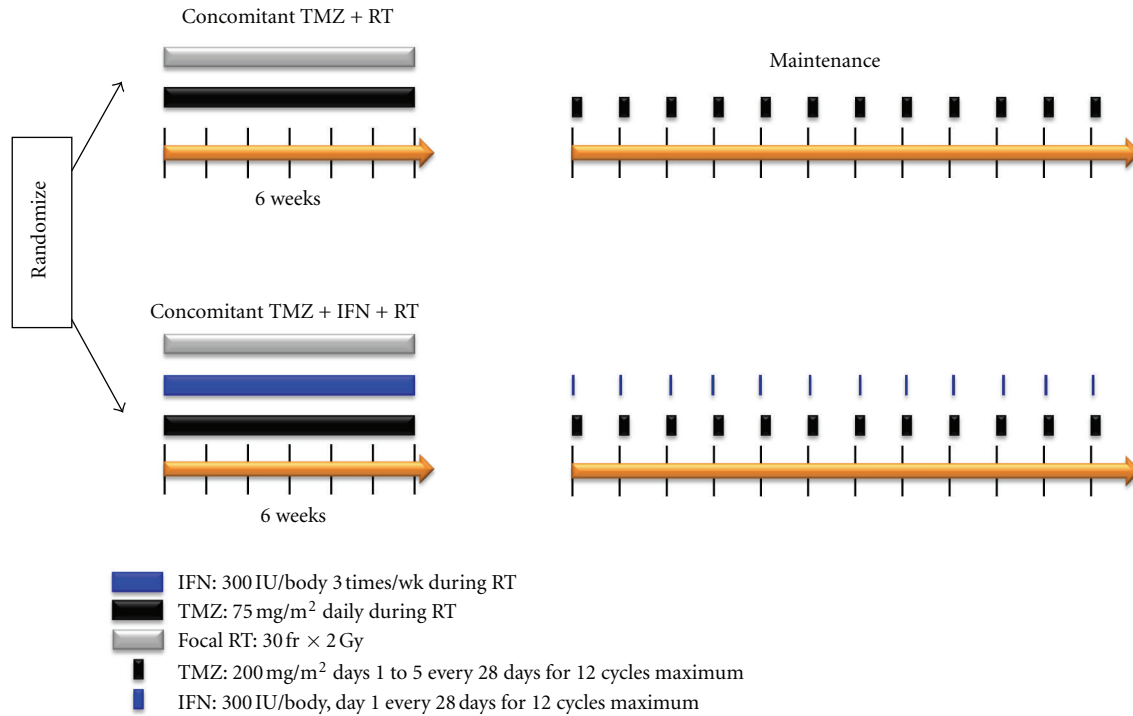 Concomitant TMZ + RT
Maintenance
6 weeks
Randomize
Concomitant TMZ + IFN + RT
6 weeks
IFN: 300 IU/body 3 times/wk during RT
TMZ: 75 mg/m² daily during RT
Focal RT: 30 fr × 2 Gy
TMZ: 200 mg/m² days 1 to 5 every 28 days for 12 cycles maximum
IFN: 300 IU/body, day 1 every 28 days for 12 cycles maximum